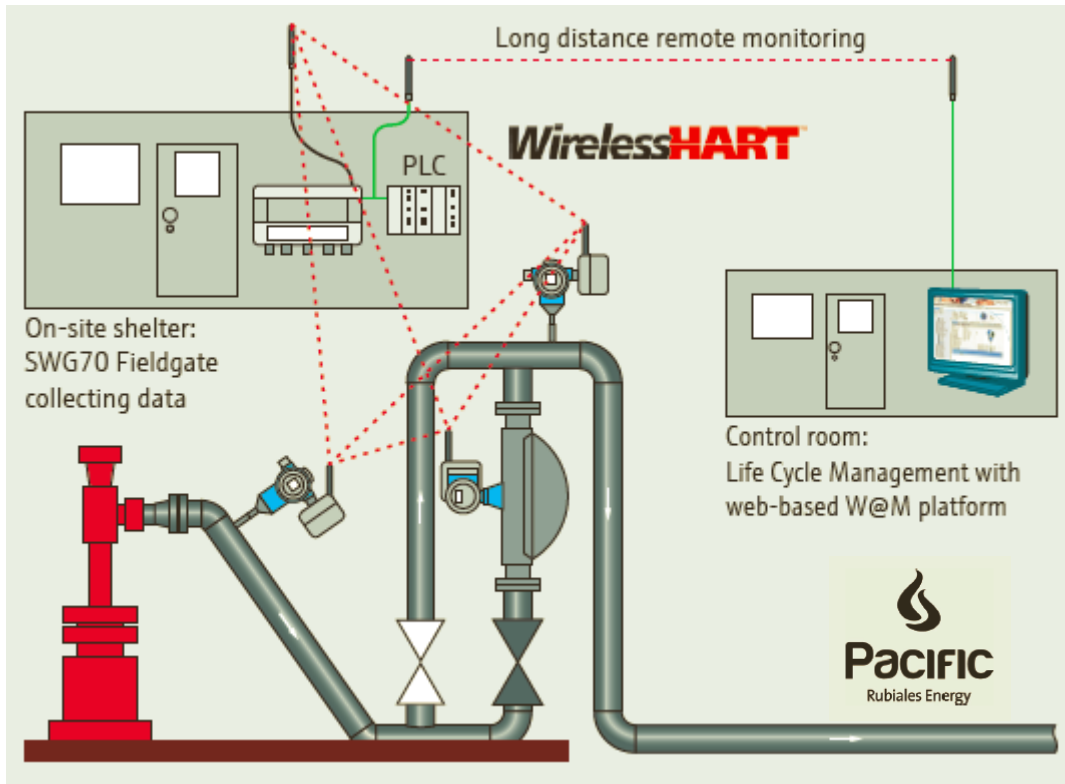 Long distance remote monitoring
WirelessHART™
PLC
On-site shelter:
SWG70 Fieldgate
collecting data
Control room:
Life Cycle Management with
web-based W@M platform
PACIFIC
Rubiales Energy